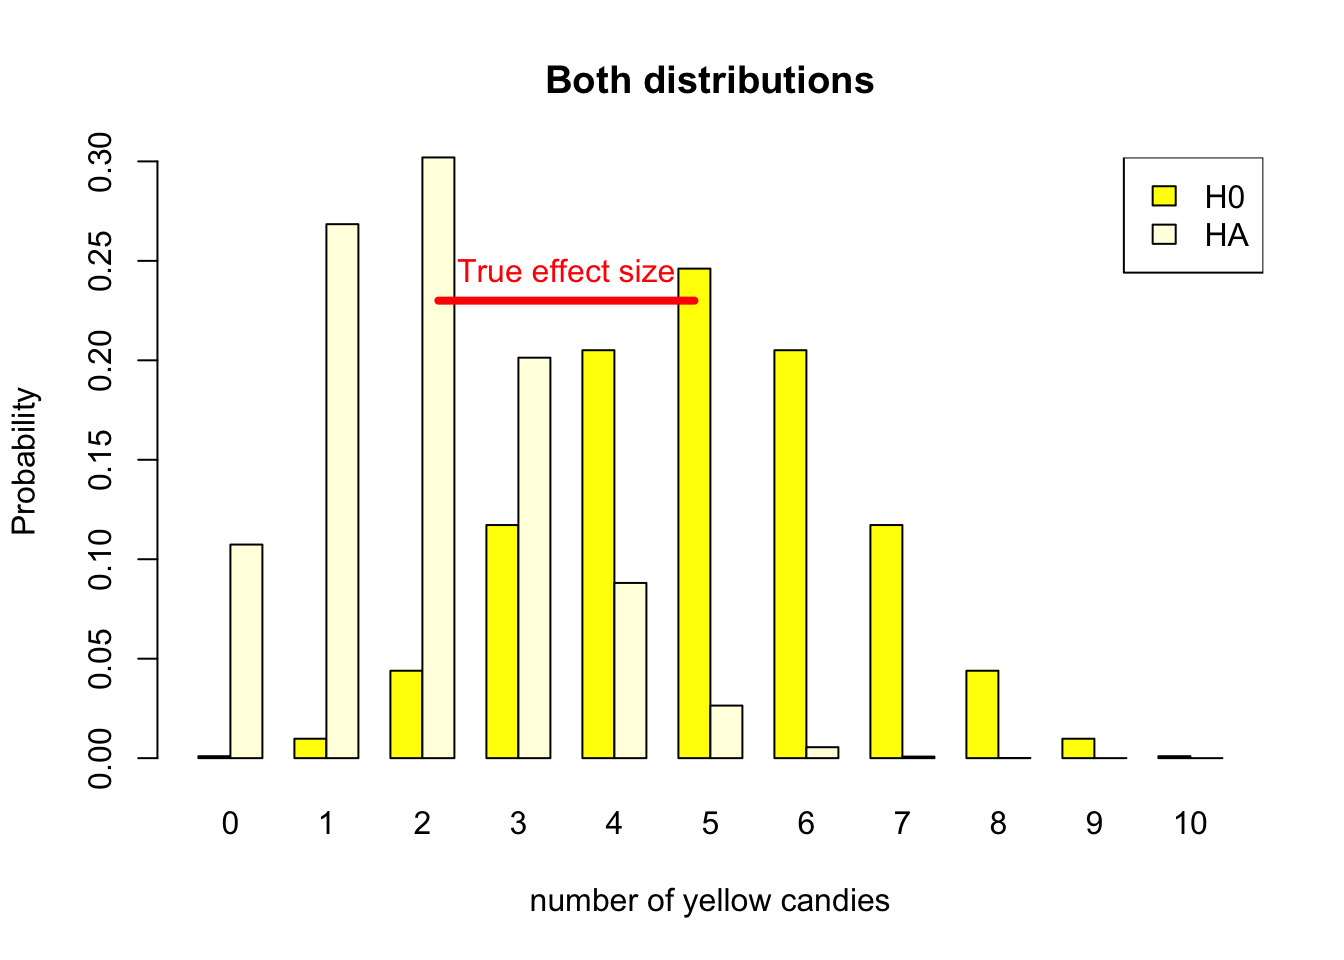 Both distributions
0.30
0.25
0.20
0.15
0.10
0.05
0.00
Probability
True effect size
H0
HA
0 1 2 3 4 5 6 7 8 9 10
number of yellow candies